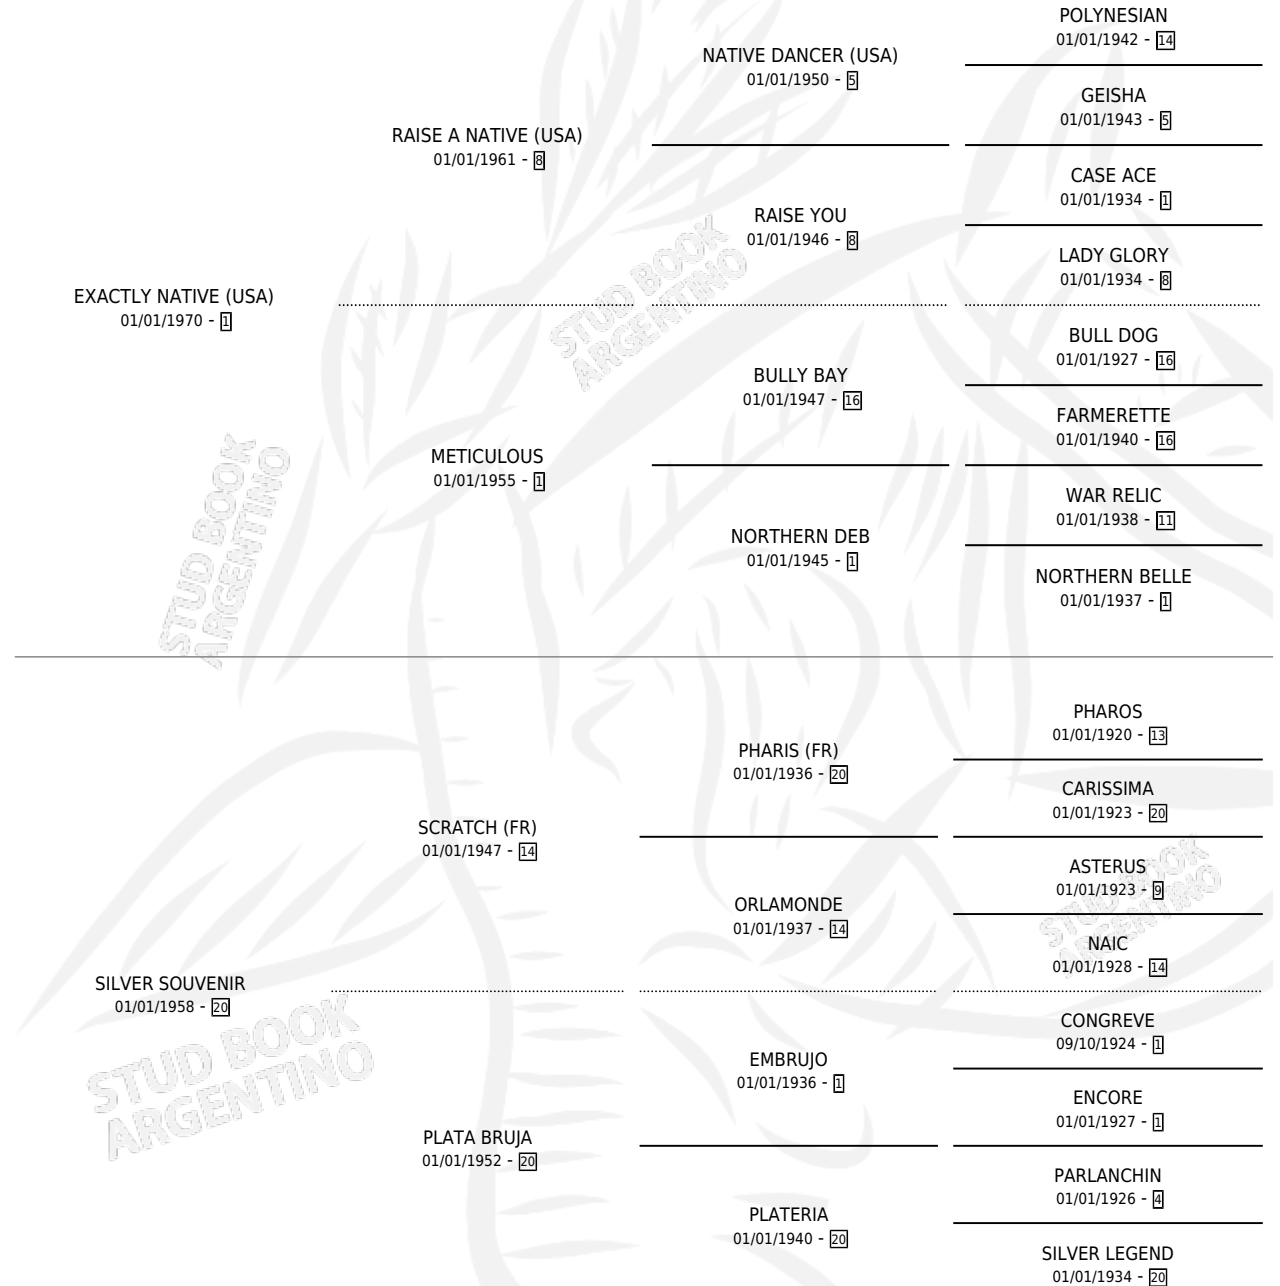 POLYNESIAN
01/01/1942 - 14
NATIVE DANCER (USA)
01/01/1950 - 5
GEISHA
01/01/1943 - 5
RAISE A NATIVE (USA)
01/01/1961 - 8
CASE ACE
01/01/1934 - 1
RAISE YOU
01/01/1946 - 8
LADY GLORY
01/01/1934 - 8
EXACTLY NATIVE (USA)
01/01/1970 - 1
STUD BOOK
ARGENTINO
BULL DOG
01/01/1927 - 16
BULLY BAY
01/01/1947 - 16
FARMERETTE
01/01/1940 - 16
METICULOUS
01/01/1955 - 1
WAR RELIC
01/01/1938 - 11
NORTHERN DEB
01/01/1945 - 1
NORTHERN BELLE
01/01/1937 - 1
STUD BOOK
ARGENTINO
PHAROS
01/01/1920 - 13
PHARIS (FR)
01/01/1936 - 20
CARISSIMA
01/01/1923 - 20
SCRATCH (FR)
01/01/1947 - 14
ASTERUS
01/01/1923 - 9
ORLAMONDE
01/01/1937 - 14
STUD BOOK
ARGENTINO
NAIC
01/01/1928 - 14
SILVER SOUVENIR
01/01/1958 - 20
CONGREVE
09/10/1924 - 1
EMBRUJO
01/01/1936 - 1
STUD BOOK
ARGENTINO
ENCORE
01/01/1927 - 1
PLATA BRUJA
01/01/1952 - 20
PARLANCHIN
01/01/1926 - 4
PLATERIA
01/01/1940 - 20
SILVER LEGEND
01/01/1934 - 20